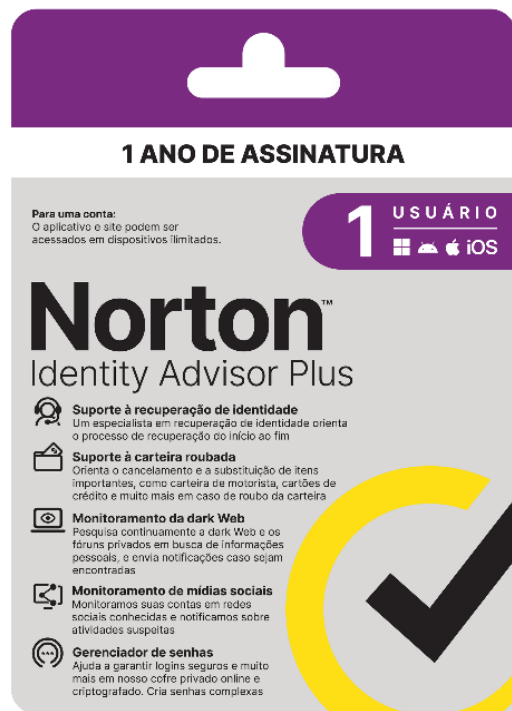 1 ANO DE ASSINATURA
Para uma conta:
O aplicativo e site podem ser
acessados em dispositivos ilimitados.
1 USUÁRIO
iOS
Norton™
Identity Advisor Plus
Suporte à recuperação de identidade
Um especialista em recuperação de identidade orienta
o processo de recuperação do início ao fim
Suporte à carteira roubada
Orienta o cancelamento e a substituição de itens
importantes, como carteira de motorista, cartões de
crédito e muito mais em caso de roubo da carteira
Monitoramento da dark Web
Pesquisa continuamente a dark Web e os
fóruns privados em busca de informações
pessoais, e envia notificações caso sejam
encontradas
Monitoramento de mídias sociais
Monitoramos suas contas em redes
sociais conhecidas e notificamos sobre
atividades suspeitas
Gerenciador de senhas
Ajuda a garantir logins seguros e muito
mais em nosso cofre privado online e
criptografado. Cria senhas complexas